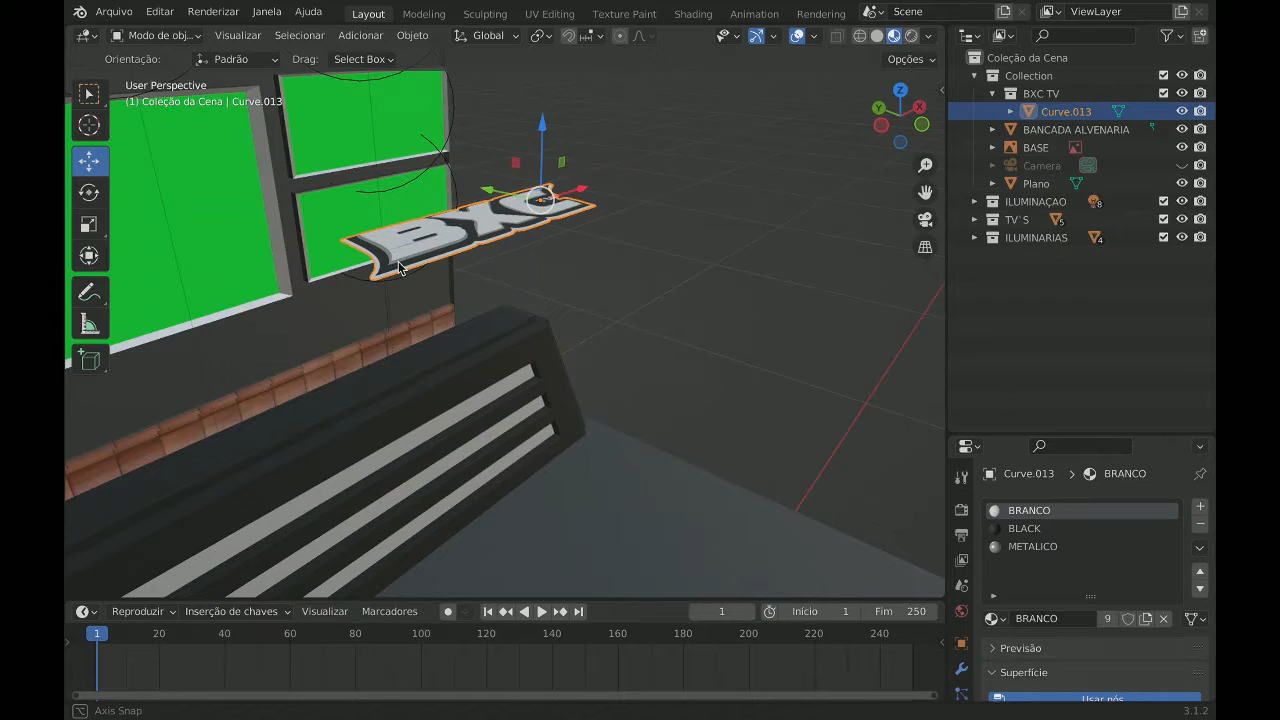 Arquivo Editar Renderizar Janela Ajuda Layout Modeling Sculpting UV Editing Texture Paint Shading Animation Rendering Scene ViewLayer
Modo de obj... Visualizar Selecionar Adicionar Objeto Global
Orientação: Padrão Drag: Select Box Opções
User Perspective
(1) Coleção da Cena | Curve.013
Z
Y X
BXC
Coleção da Cena
Collection
BXC TV
Curve.013
BANCADA ALVENARIA
BASE
Camera
Plano
ILUMINAÇAO 8
TV`S 5
ILUMINARIAS 4
Curve.013 BRANCO
BRANCO
BLACK
METALICO
BRANCO 9
Previsão
Superfície
Usar nós
Reproduzir Inserção de chaves Visualizar Marcadores 1 Início 1 Fim 250
1 20 40 60 80 100 120 140 160 180 200 220 240
Axis Snap 3.1.2